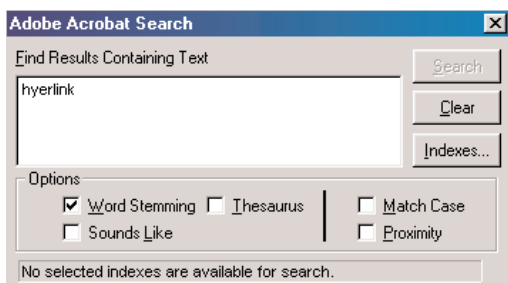 Adobe Acrobat Search
Find Results Containing Text
Search
hyerlink
Clear
Indexes...
Options
Word Stemming Thesaurus Match Case
Sounds Like Proximity
No selected indexes are available for search.